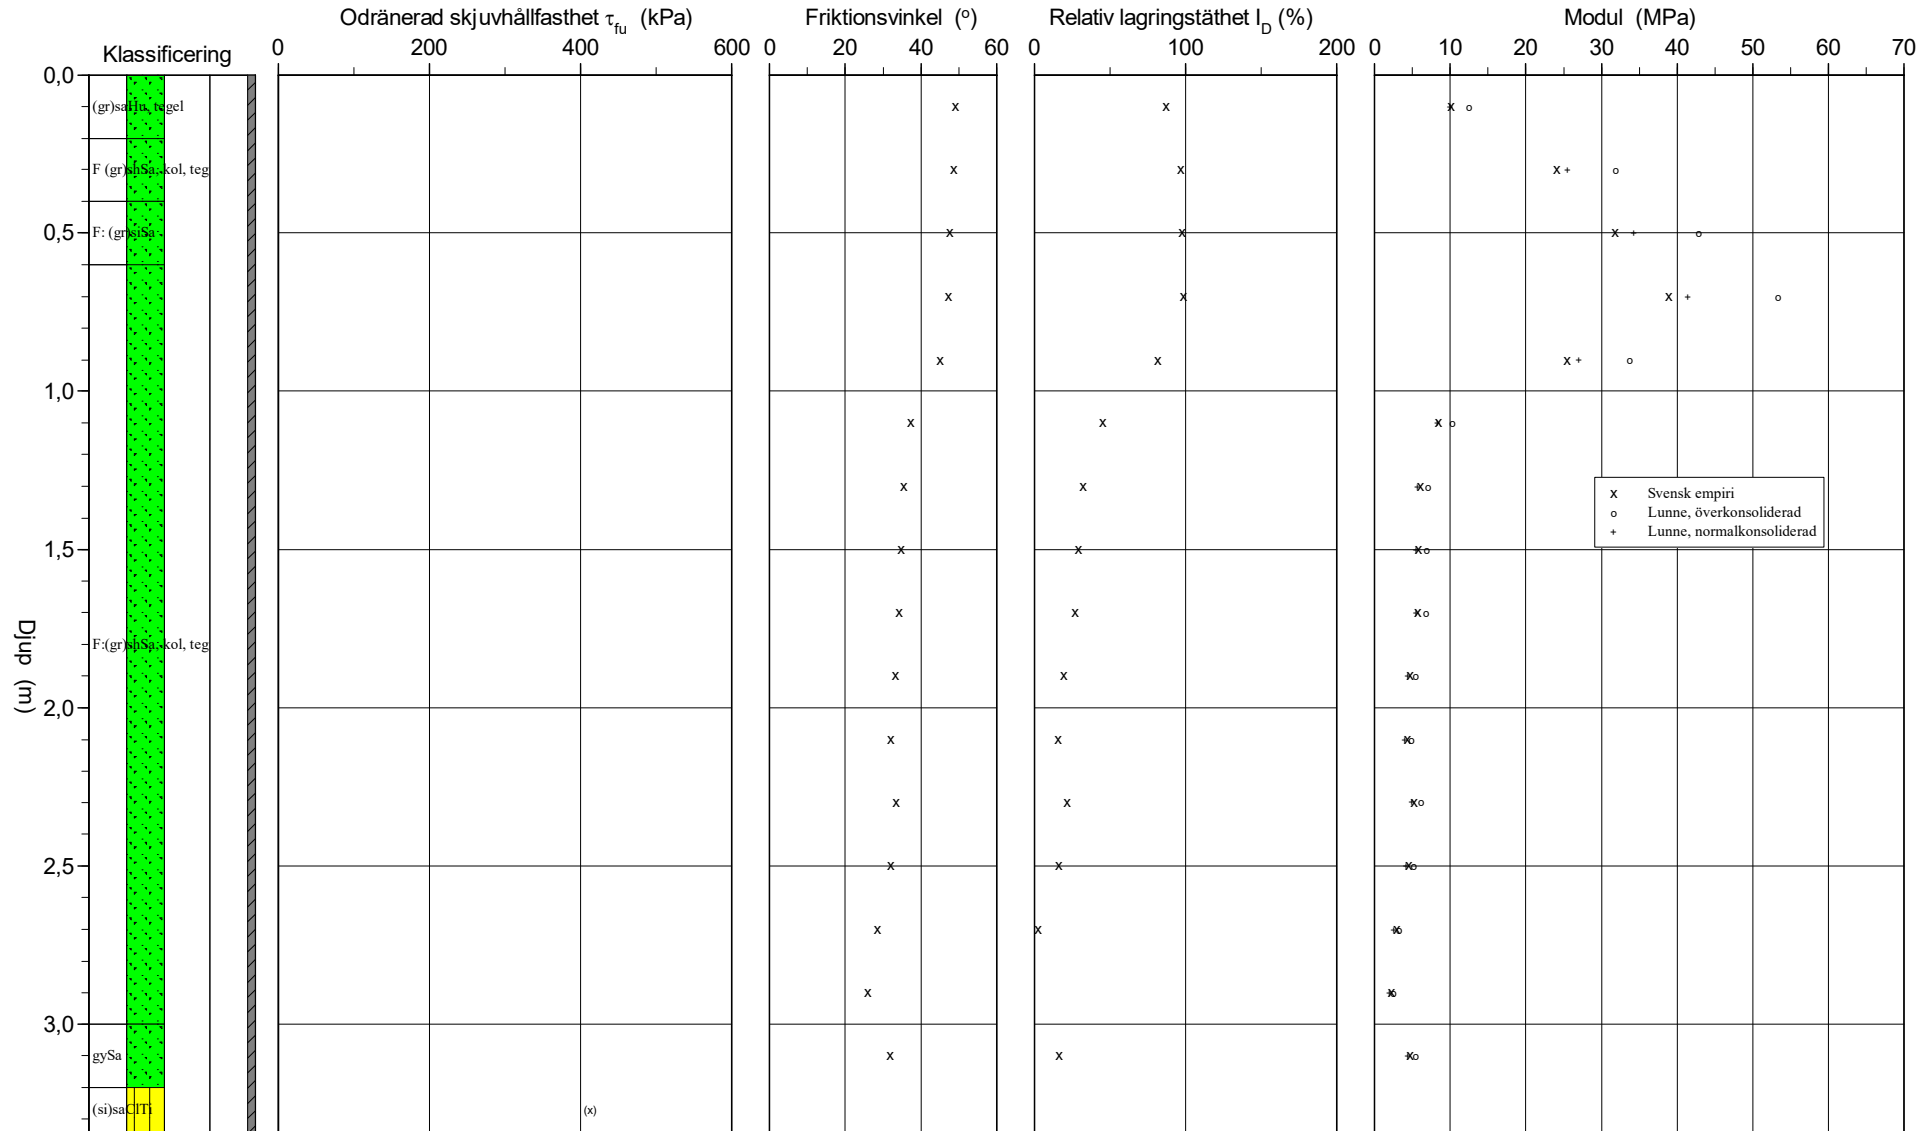 Odränerad skjuvhållfasthet τfu (kPa)
Friktionsvinkel (o)
Relativ lagringstäthet ID (%)
Modul (MPa)
Klassificering
0 200 400 600
0 20 40 60
0 100 200
0 10 20 30 40 50 60 70
0,0
(gr)saHu, tegel
F (gr)shSa; kol, teg
0,5
F: (gr)siSa
1,0
x Svensk empiri
o Lunne, överkonsoliderad
+ Lunne, normalkonsoliderad
1,5
F:(gr)shSa; kol, teg
Djup (m)
2,0
2,5
3,0
gySa
(si)saClTi
(x)